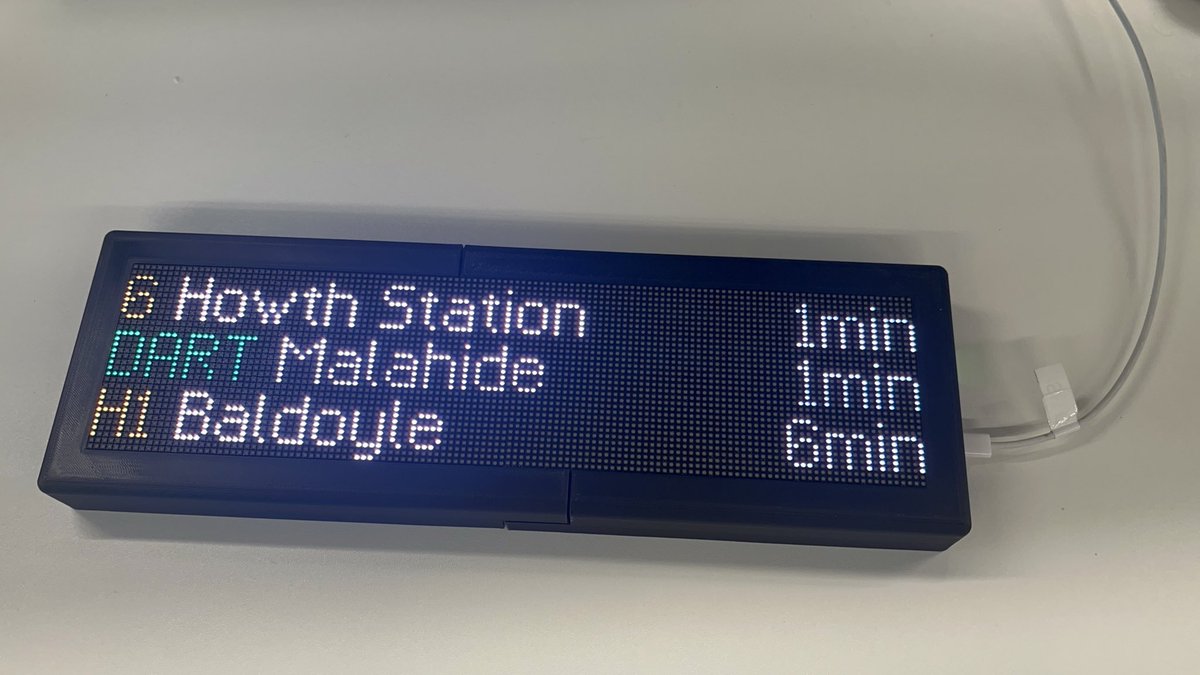 6 Howth Station 1min
DART Malahide 1min
H1 Baldoyle 6min